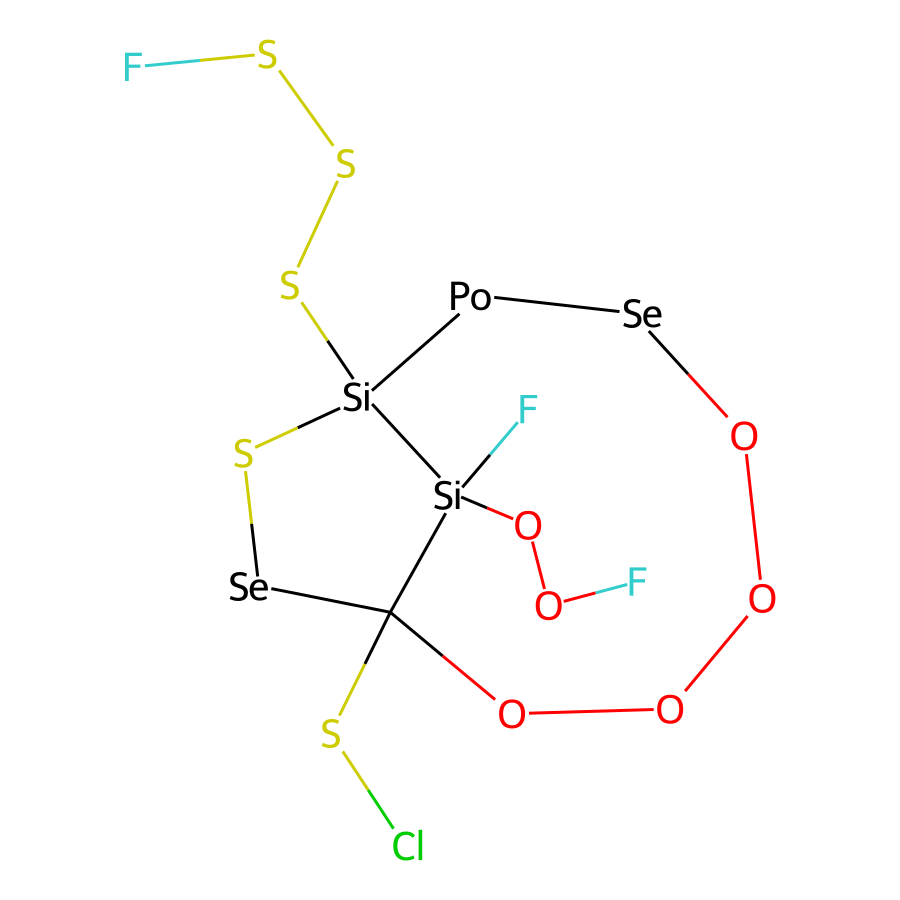 F S
S
S Po Se
Si F
S O
Si O
Se O F O
O O
S
Cl